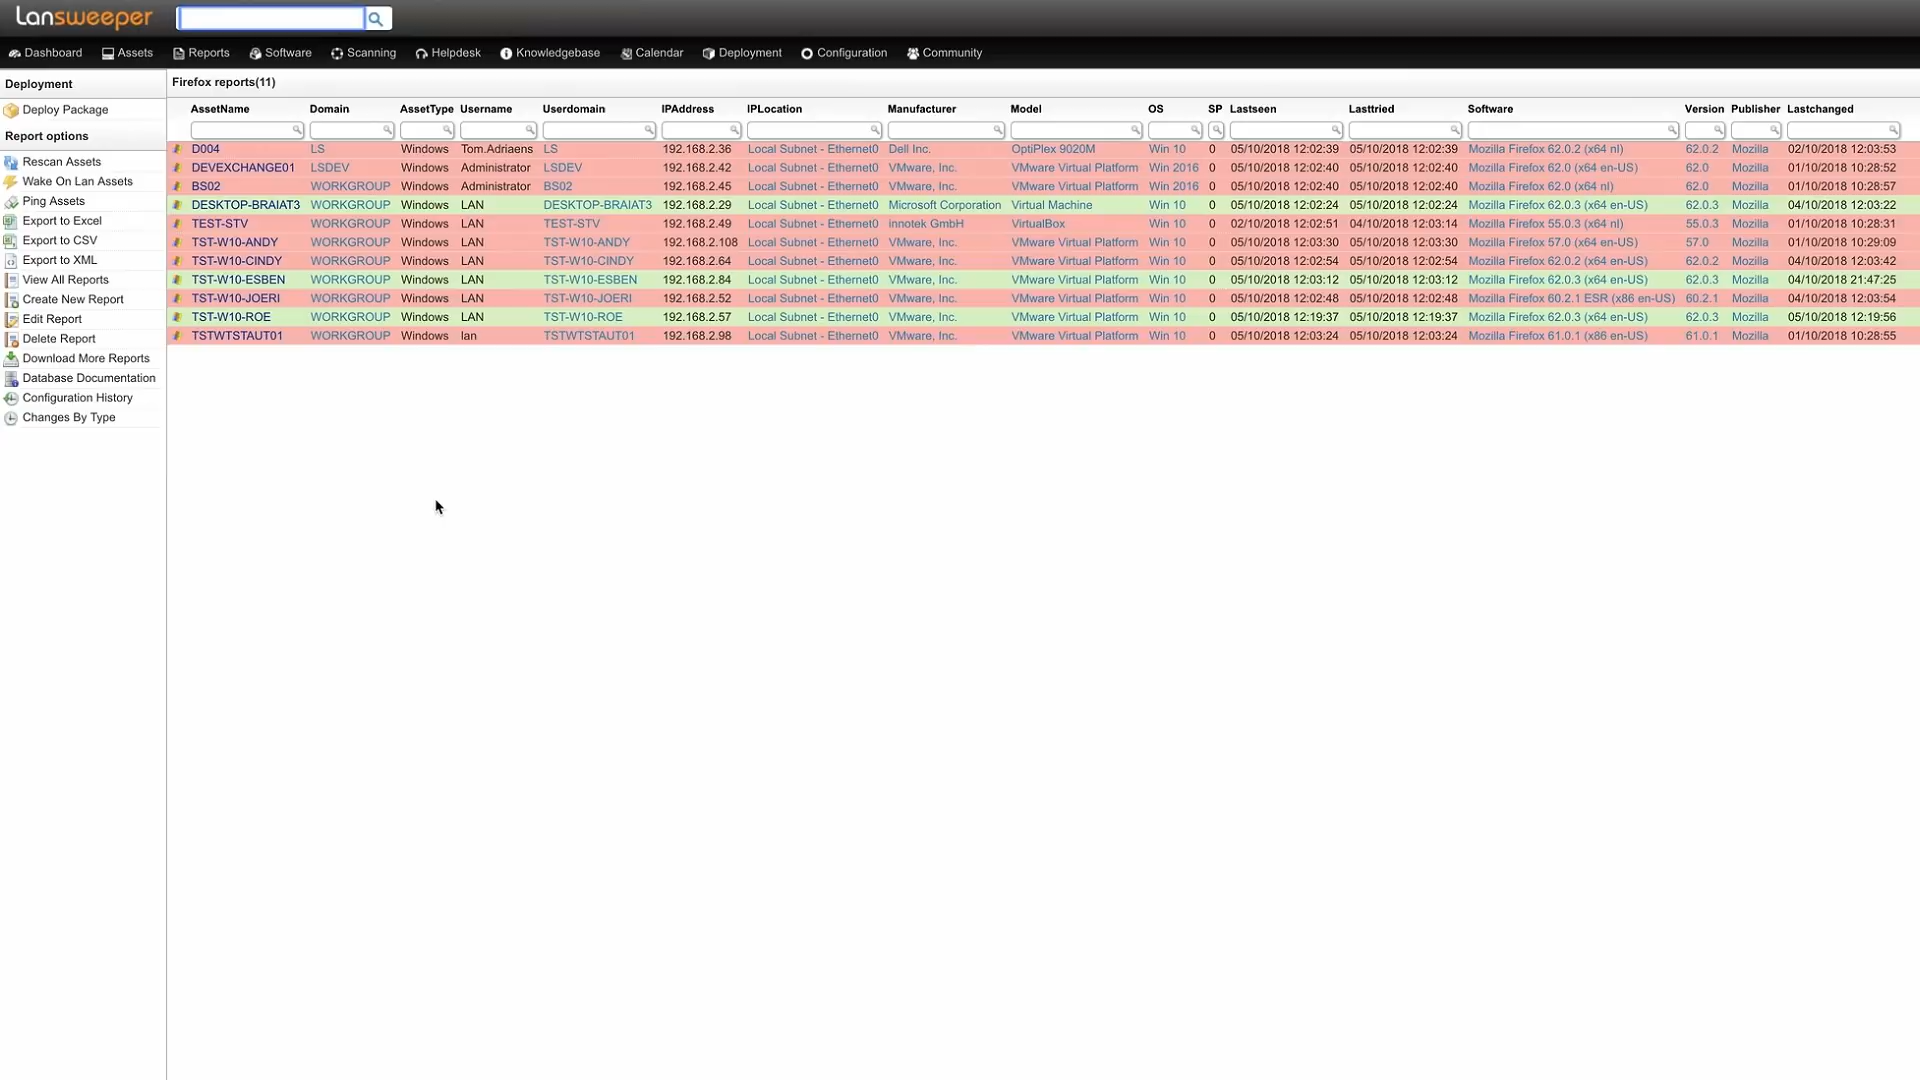 Lansweeper
Dashboard Assets Reports Software Scanning Helpdesk Knowledgebase Calendar Deployment Configuration Community
Deployment
Deploy Package
Report options
Rescan Assets
Wake On Lan Assets
Ping Assets
Export to Excel
Export to CSV
Export to XML
View All Reports
Create New Report
Edit Report
Delete Report
Download More Reports
Database Documentation
Configuration History
Changes By Type
Firefox reports(11)
AssetName Domain AssetType Username Userdomain IPAddress IPLocation Manufacturer Model OS SP Lastseen Lasttried Software Version Publisher Lastchanged
D004 LS Windows Tom.Adriaens LS 192.168.2.36 Local Subnet - Ethernet0 Dell Inc. OptiPlex 9020M Win 10 0 05/10/2018 12:02:39 05/10/2018 12:02:39 Mozilla Firefox 62.0.2 (x64 nl) 62.0.2 Mozilla 02/10/2018 12:03:53
DEVEXCHANGE01 LSDEV Windows Administrator LSDEV 192.168.2.42 Local Subnet - Ethernet0 VMware, Inc. VMware Virtual Platform Win 2016 0 05/10/2018 12:02:40 05/10/2018 12:02:40 Mozilla Firefox 62.0 (x64 en-US) 62.0 Mozilla 01/10/2018 10:28:52
BS02 WORKGROUP Windows Administrator BS02 192.168.2.45 Local Subnet - Ethernet0 VMware, Inc. VMware Virtual Platform Win 2016 0 05/10/2018 12:02:40 05/10/2018 12:02:40 Mozilla Firefox 62.0 (x64 nl) 62.0 Mozilla 01/10/2018 10:28:57
DESKTOP-BRAIAT3 WORKGROUP Windows LAN DESKTOP-BRAIAT3 192.168.2.29 Local Subnet - Ethernet0 Microsoft Corporation Virtual Machine Win 10 0 05/10/2018 12:02:24 05/10/2018 12:02:24 Mozilla Firefox 62.0.3 (x64 en-US) 62.0.3 Mozilla 04/10/2018 12:03:22
TEST-STV WORKGROUP Windows LAN TEST-STV 192.168.2.49 Local Subnet - Ethernet0 innotek GmbH VirtualBox Win 10 0 02/10/2018 12:02:51 04/10/2018 12:03:14 Mozilla Firefox 55.0.3 (x64 nl) 55.0.3 Mozilla 01/10/2018 10:28:31
TST-W10-ANDY WORKGROUP Windows LAN TST-W10-ANDY 192.168.2.108 Local Subnet - Ethernet0 VMware, Inc. VMware Virtual Platform Win 10 0 05/10/2018 12:03:30 05/10/2018 12:03:30 Mozilla Firefox 57.0 (x64 en-US) 57.0 Mozilla 01/10/2018 10:29:09
TST-W10-CINDY WORKGROUP Windows LAN TST-W10-CINDY 192.168.2.64 Local Subnet - Ethernet0 VMware, Inc. VMware Virtual Platform Win 10 0 05/10/2018 12:02:54 05/10/2018 12:02:54 Mozilla Firefox 62.0.2 (x64 en-US) 62.0.2 Mozilla 04/10/2018 12:03:42
TST-W10-ESBEN WORKGROUP Windows LAN TST-W10-ESBEN 192.168.2.84 Local Subnet - Ethernet0 VMware, Inc. VMware Virtual Platform Win 10 0 05/10/2018 12:03:12 05/10/2018 12:03:12 Mozilla Firefox 62.0.3 (x64 en-US) 62.0.3 Mozilla 04/10/2018 21:47:25
TST-W10-JOERI WORKGROUP Windows LAN TST-W10-JOERI 192.168.2.52 Local Subnet - Ethernet0 VMware, Inc. VMware Virtual Platform Win 10 0 05/10/2018 12:02:48 05/10/2018 12:02:48 Mozilla Firefox 60.2.1 ESR (x86 en-US) 60.2.1 Mozilla 04/10/2018 12:03:54
TST-W10-ROE WORKGROUP Windows LAN TST-W10-ROE 192.168.2.57 Local Subnet - Ethernet0 VMware, Inc. VMware Virtual Platform Win 10 0 05/10/2018 12:19:37 05/10/2018 12:19:37 Mozilla Firefox 62.0.3 (x64 en-US) 62.0.3 Mozilla 05/10/2018 12:19:56
TSTWTSTAUT01 WORKGROUP Windows lan TSTWTSTAUT01 192.168.2.98 Local Subnet - Ethernet0 VMware, Inc. VMware Virtual Platform Win 10 0 05/10/2018 12:03:24 05/10/2018 12:03:24 Mozilla Firefox 61.0.1 (x86 en-US) 61.0.1 Mozilla 01/10/2018 10:28:55